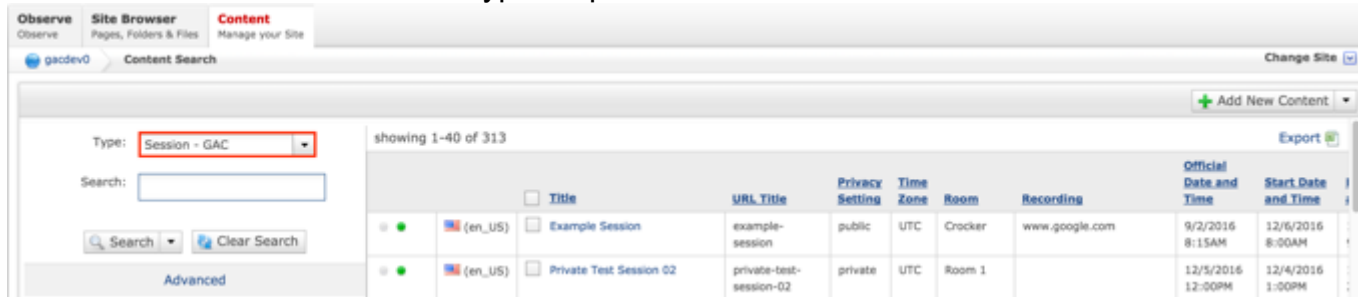 Observe Site Browser Content
Observe Pages, Folders & Files Manage your Site
gacdev0 Content Search Change Site
Add New Content
Type: Session - GAC
showing 1-40 of 313 Export
Search:
Title URL Title Privacy Setting Time Zone Room Recording Official Date and Time Start Date and Time
Search Clear Search
Advanced
(en_US) Example Session example-session public UTC Crocker www.google.com 9/2/2016 8:15AM 12/6/2016 8:00AM
(en_US) Private Test Session 02 private-test-session-02 private UTC Room 1 12/5/2016 12:00PM 12/4/2016 1:00PM